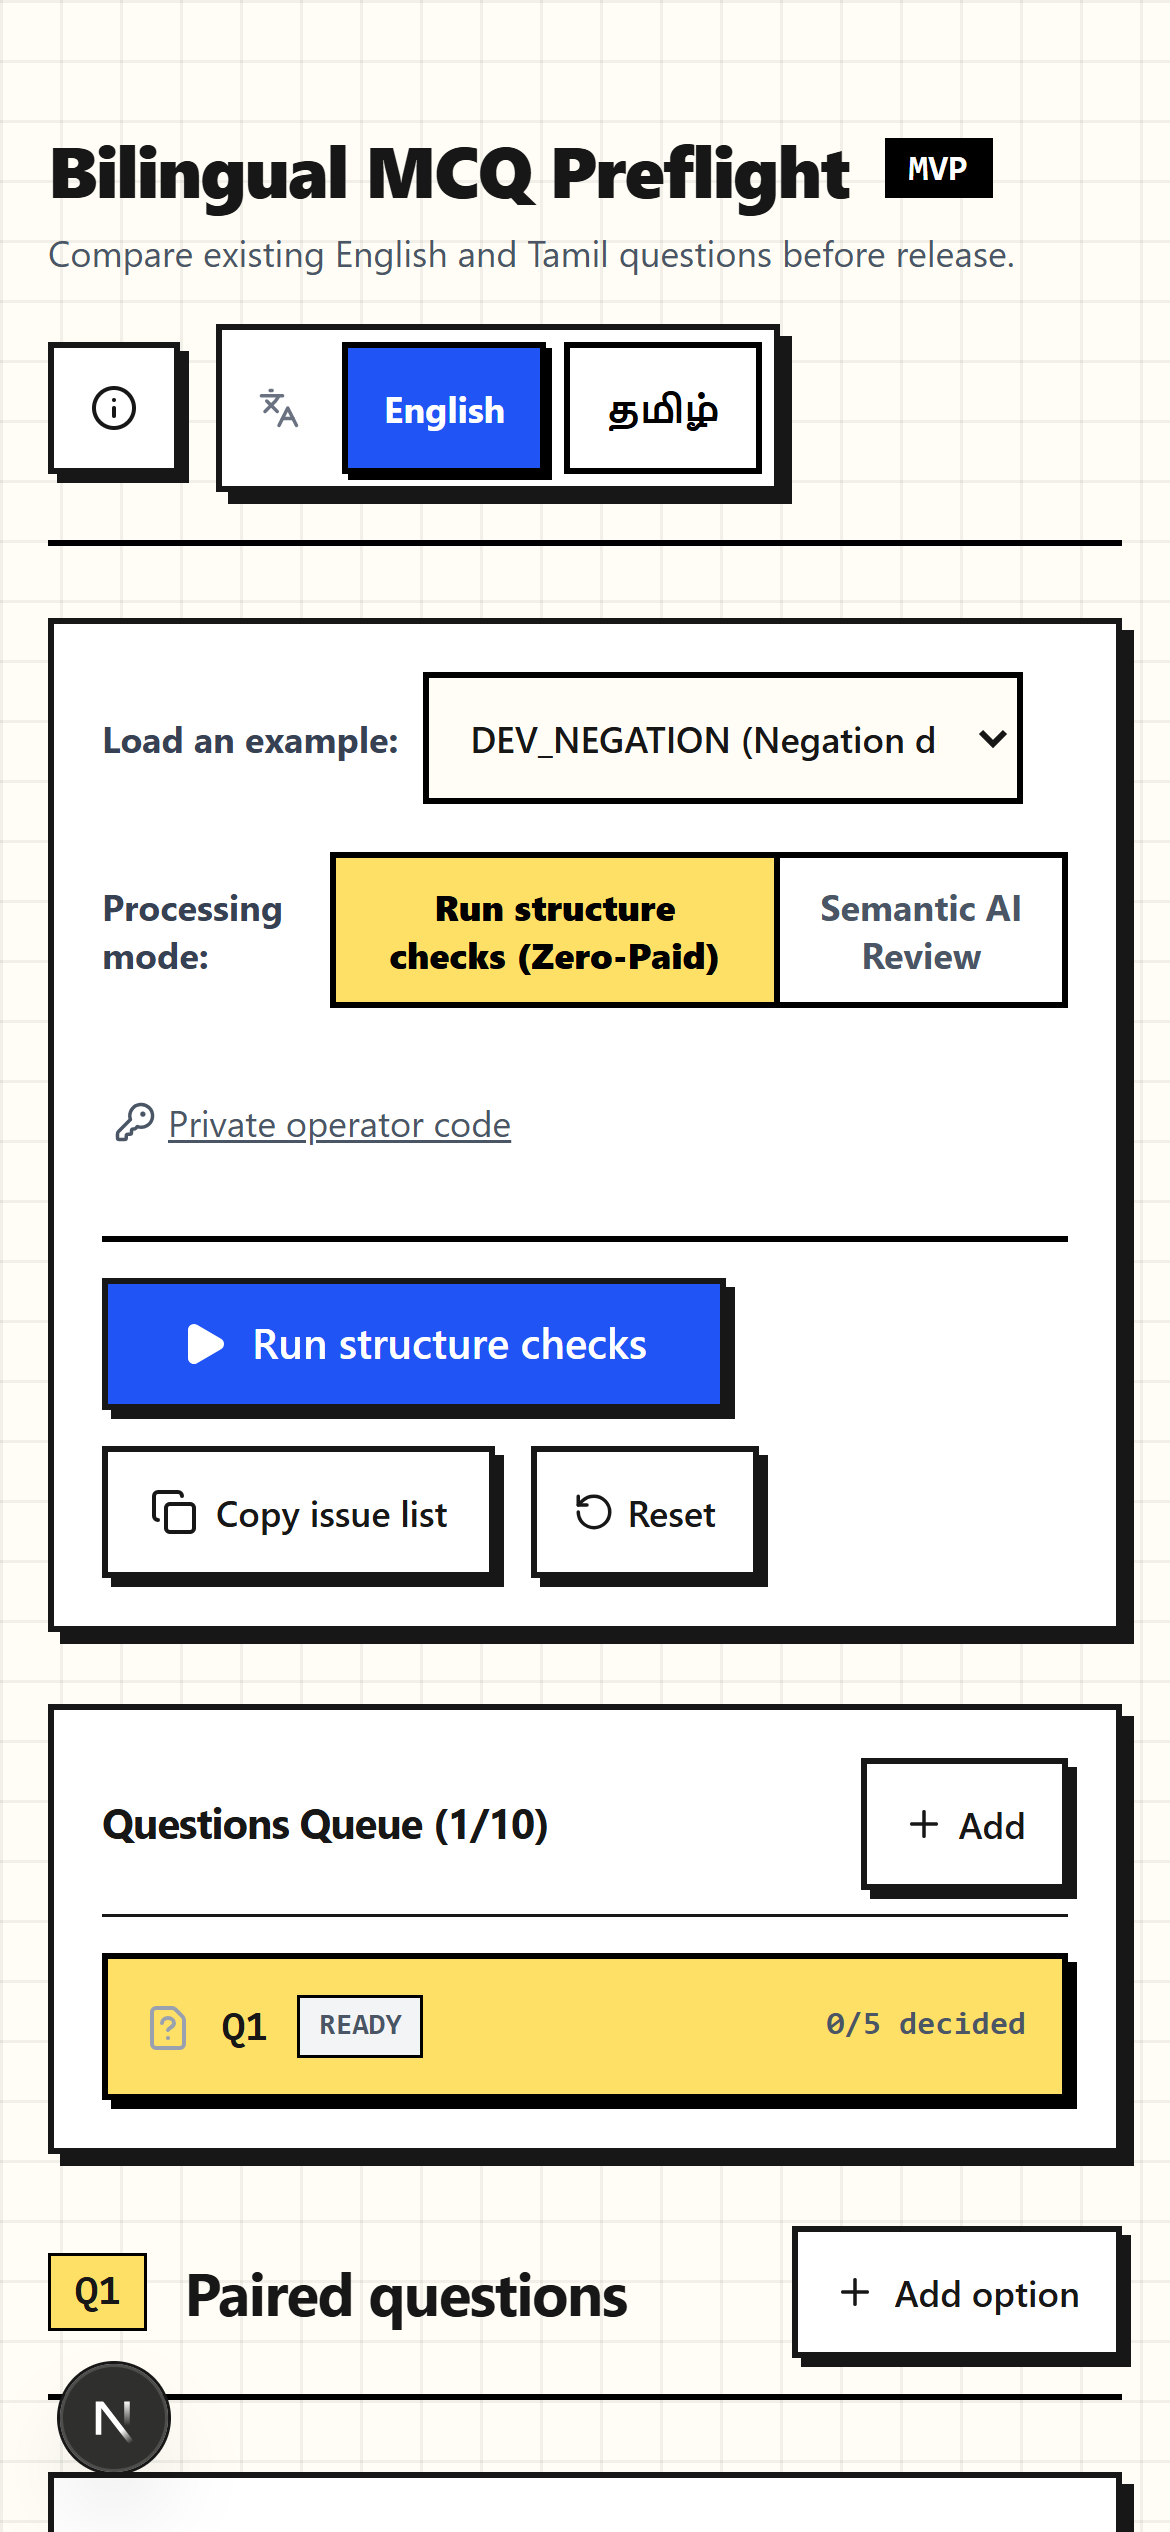 Bilingual MCQ Preflight MVP
Compare existing English and Tamil questions before release.
English தமிழ்
Load an example: DEV_NEGATION (Negation d
Processing mode:
Run structure checks (Zero-Paid)
Semantic AI Review
Private operator code
Run structure checks
Copy issue list Reset
Questions Queue (1/10) + Add
Q1 READY 0/5 decided
Q1 Paired questions + Add option
N